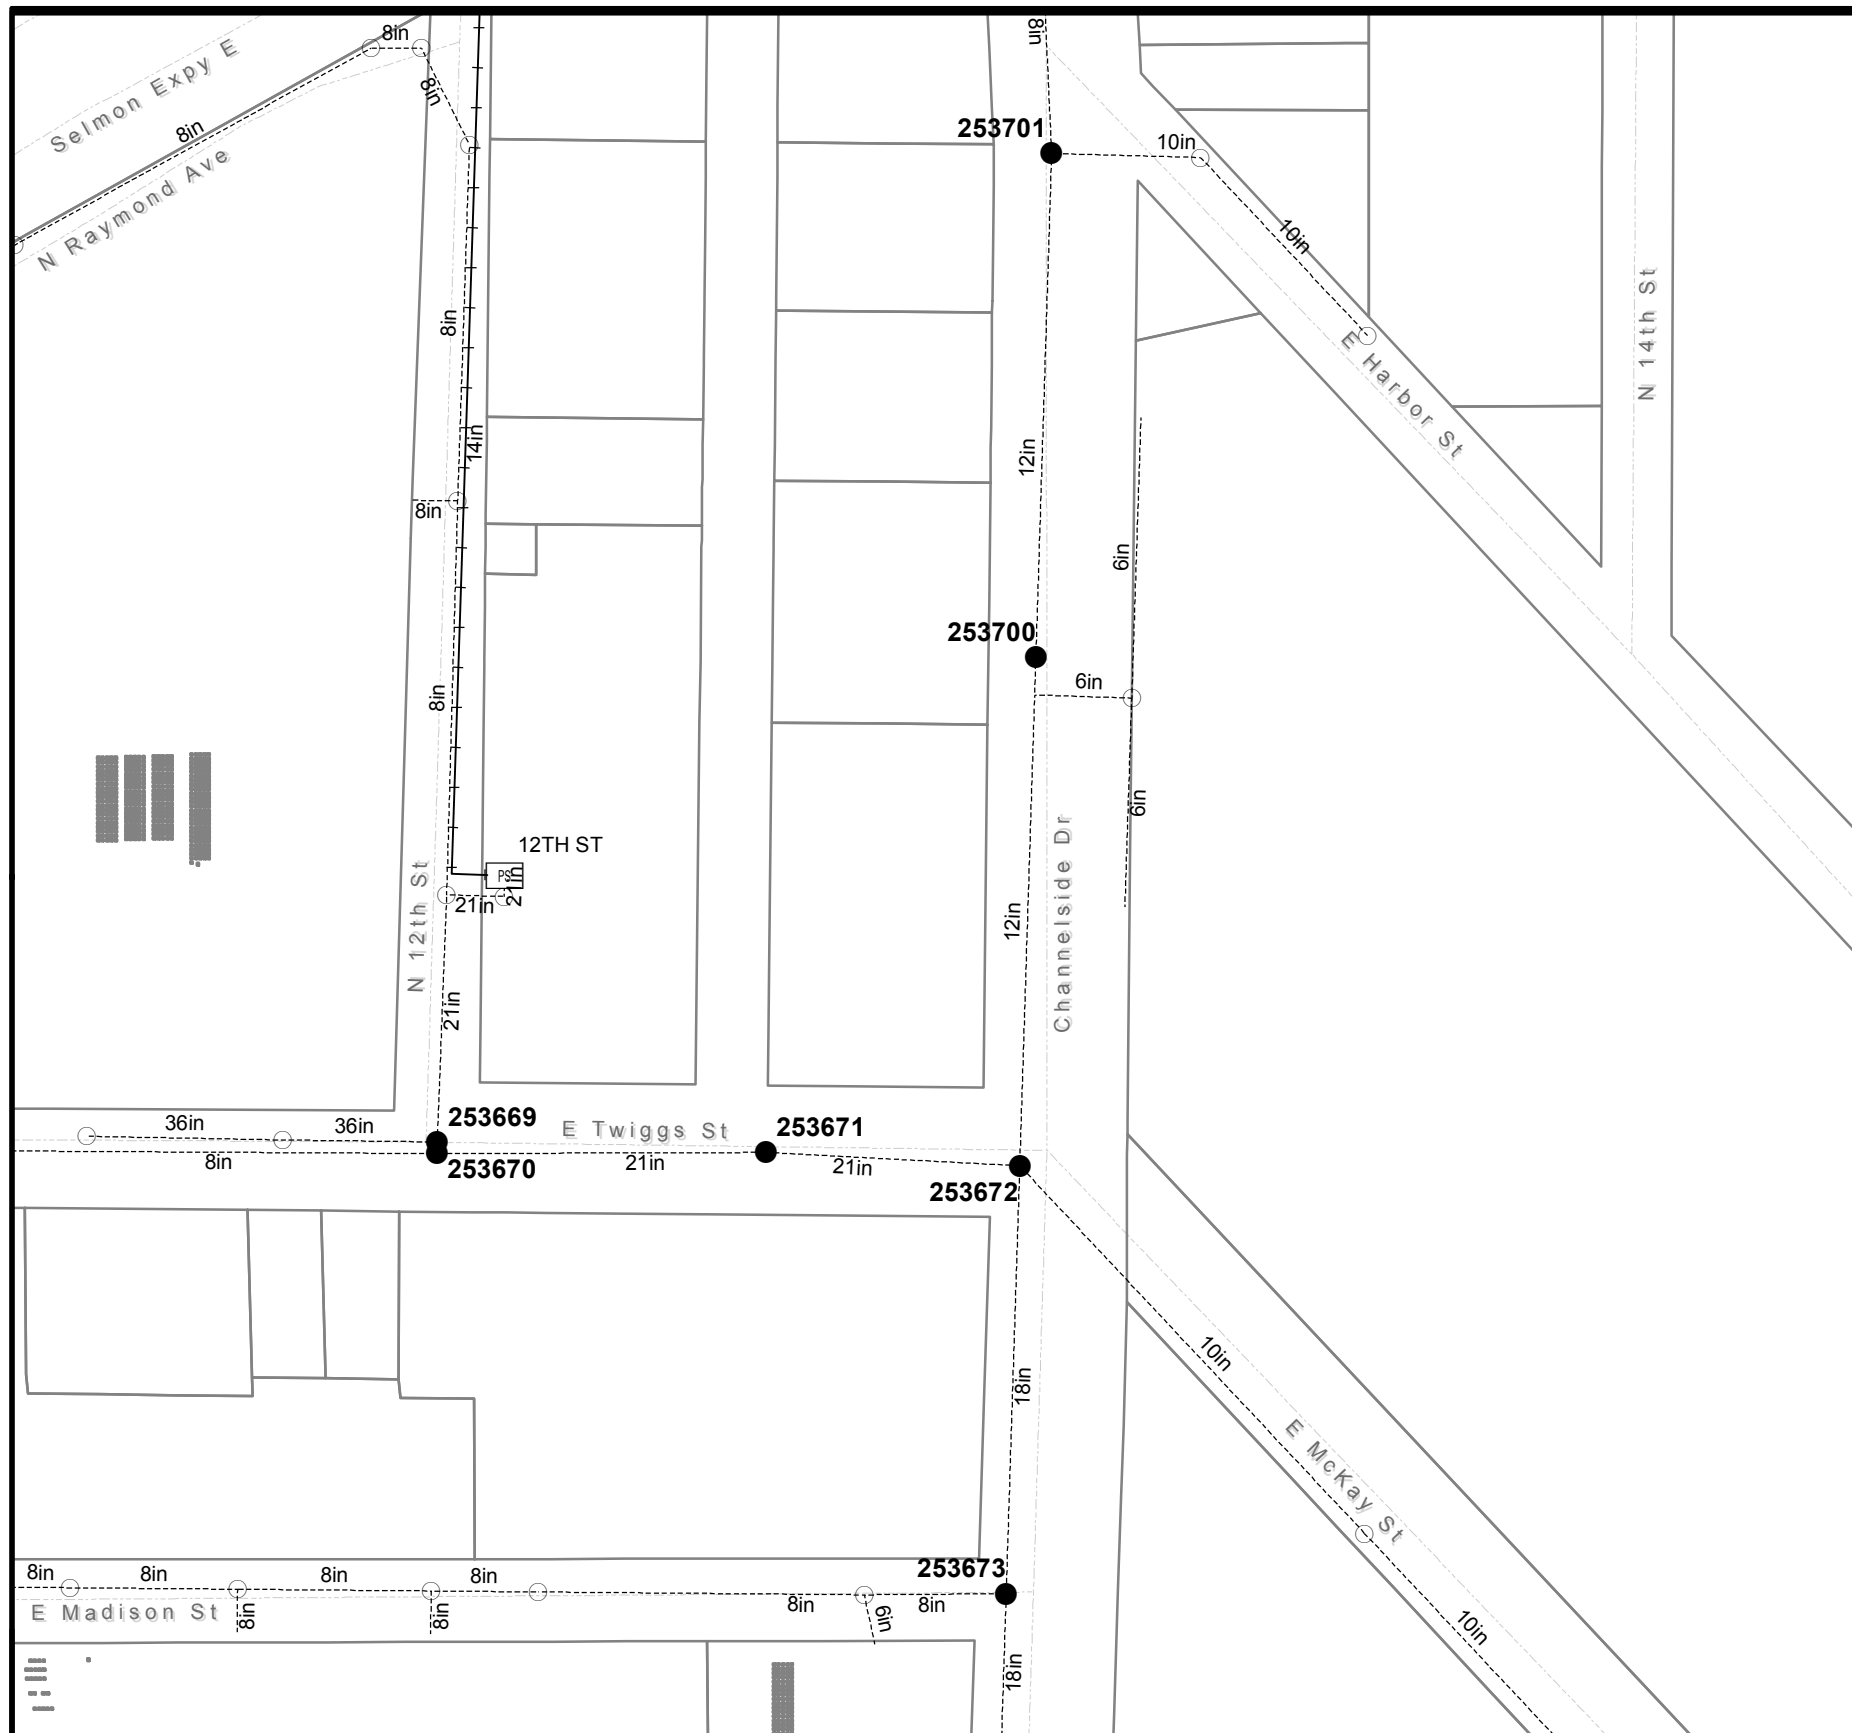 8in
8in
Selmon Expy E
8in
8in
253701
8in
10in
N Raymond Ave
10in
N 14th St
8in
E Harbor St
14in
12in
8in
6in
253700
8in
6in
6in
12TH ST
PS
21in
21in
N 12th St
12in
Channelside Dr
21in
253669
36in
36in
E Twiggs St
253671
8in
253670
21in
21in
253672
10in
18in
E McKay St
253673
8in
8in
8in
8in
8in
8in
E Madison St
8in
8in
6in
10in
18in